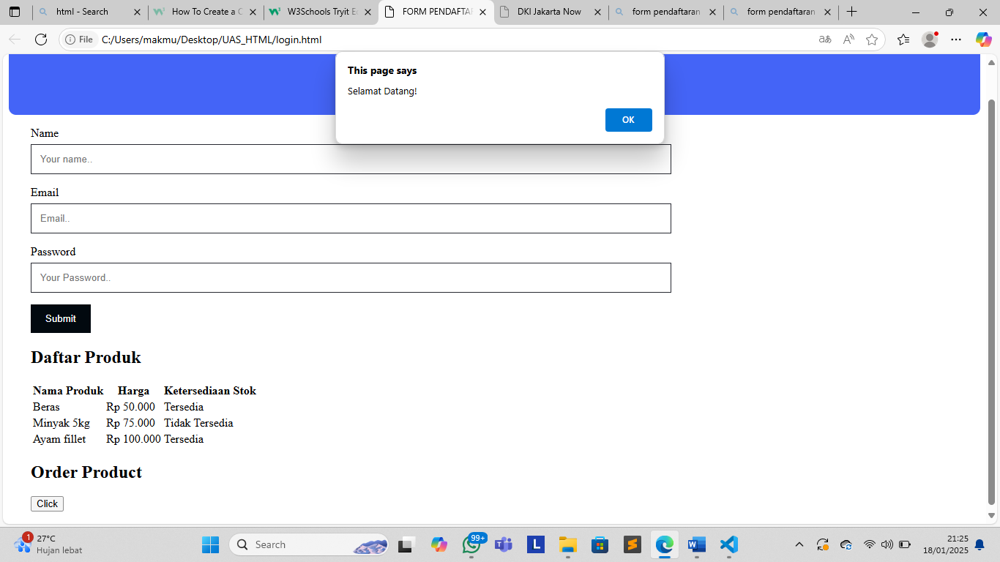 html - Search
How To Create a C
W3Schools Tryit Ed
FORM PENDAFTAR
DKI Jakarta Now
form pendaftaran
form pendaftaran
File
C:/Users/makmu/Desktop/UAS_HTML/login.html
This page says
Selamat Datang!
OK
Name
Your name..
Email
Email..
Password
Your Password..
Submit
Daftar Produk
Nama Produk Harga Ketersediaan Stok
Beras Rp 50.000 Tersedia
Minyak 5kg Rp 75.000 Tidak Tersedia
Ayam fillet Rp 100.000 Tersedia
Order Product
Click
1
27°C
Hujan lebat
Search
99+
21:25
18/01/2025